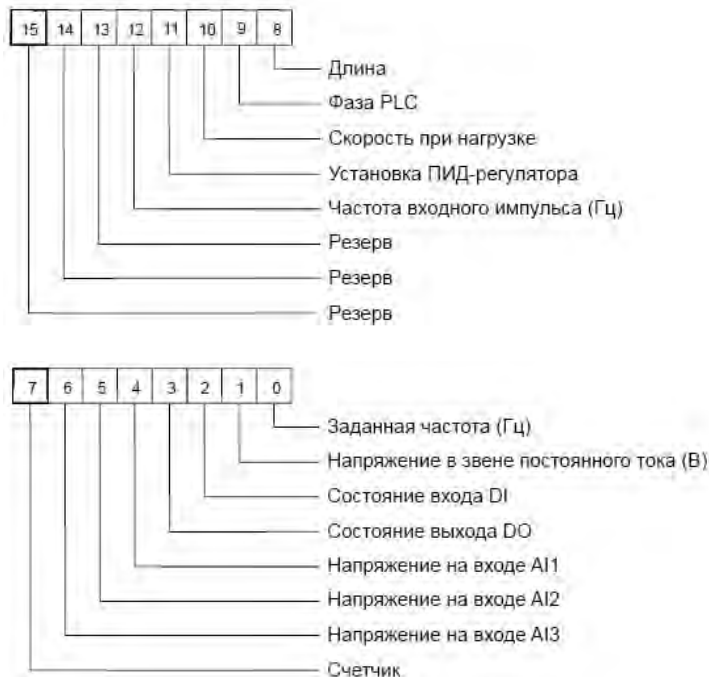 15 14 13 12 11 10 9 8
Длина
Фаза PLC
Скорость при нагрузке
Установка ПИД-регулятора
Частота входного импульса (Гц)
Резерв
Резерв
Резерв
7 6 5 4 3 2 1 0
Заданная частота (Гц)
Напряжение в звене постоянного тока (В)
Состояние входа DI
Состояние выхода DO
Напряжение на входе AI1
Напряжение на входе AI2
Напряжение на входе AI3
Счетчик